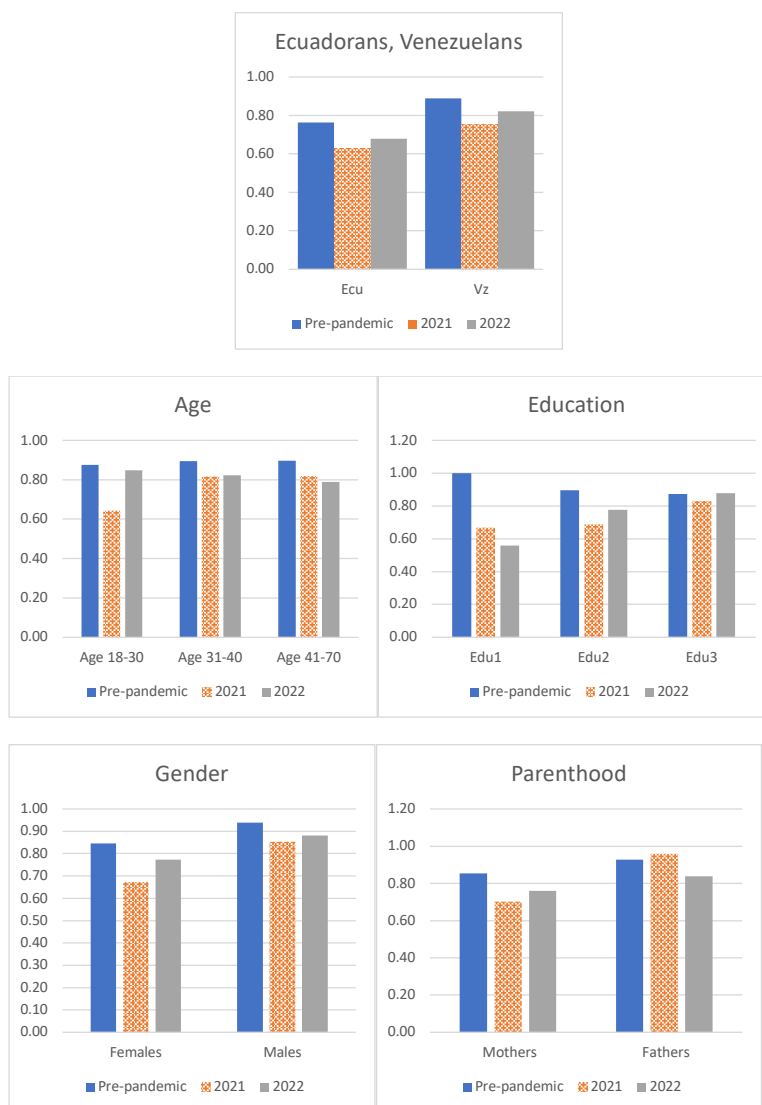 Ecuadorans, Venezuelans
1.00
0.80
0.60
0.40
0.20
0.00
Ecu Vz
Pre-pandemic 2021 2022
Age
1.00
0.80
0.60
0.40
0.20
0.00
Age 18-30 Age 31-40 Age 41-70
Pre-pandemic 2021 2022
Education
1.20
1.00
0.80
0.60
0.40
0.20
0.00
Edu1 Edu2 Edu3
Pre-pandemic 2021 2022
Gender
1.00
0.90
0.80
0.70
0.60
0.50
0.40
0.30
0.20
0.10
0.00
Females Males
Pre-pandemic 2021 2022
Parenthood
1.20
1.00
0.80
0.60
0.40
0.20
0.00
Mothers Fathers
Pre-pandemic 2021 2022